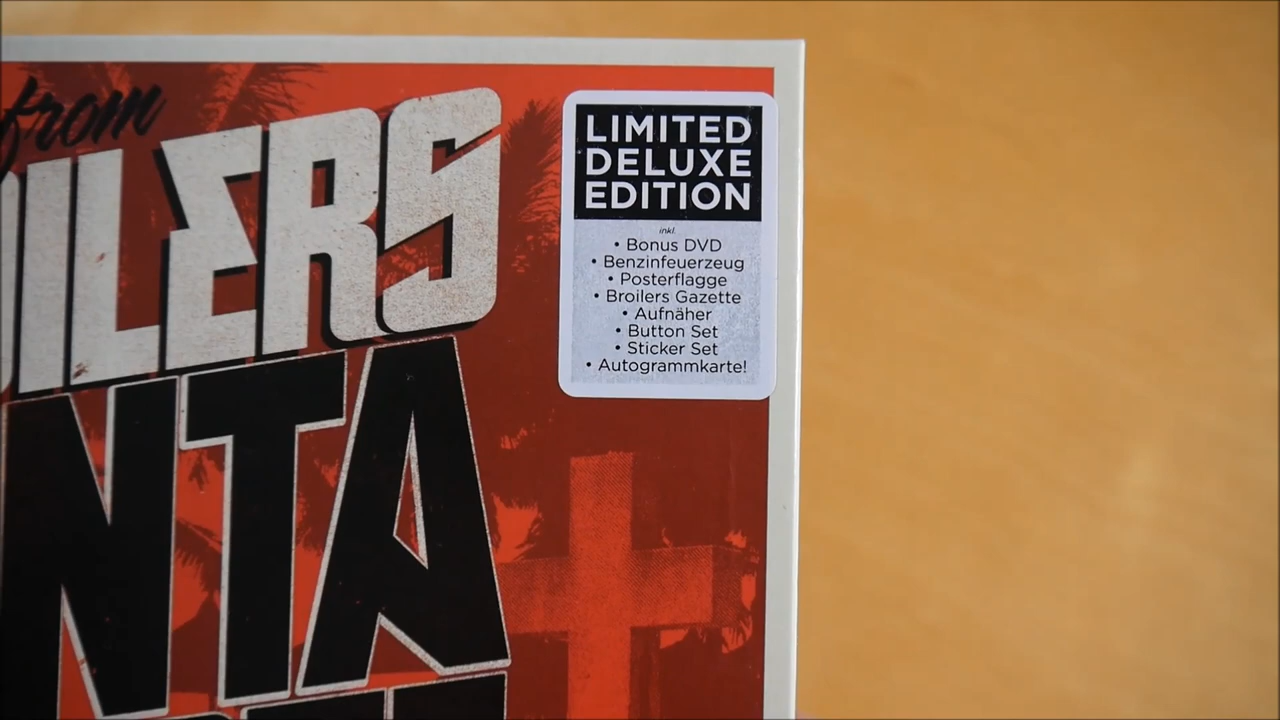 from
ILERS
NTA
LIMITED
DELUXE
EDITION
inkl.
• Bonus DVD
• Benzinfeuerzeug
• Posterflagge
• Broilers Gazette
• Aufnäher
• Button Set
• Sticker Set
• Autogrammkarte!